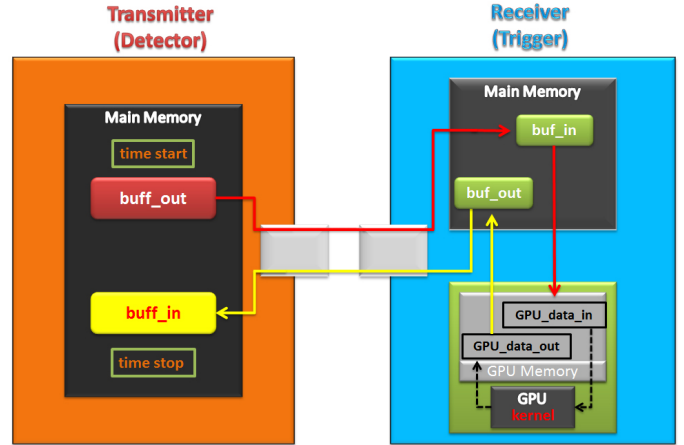 Transmitter
(Detector)
Receiver
(Trigger)
Main Memory
time start
buff_out
buff_in
time stop
Main Memory
buf_in
buf_out
GPU_data_in
GPU_data_out
GPU Memory
GPU
kernel